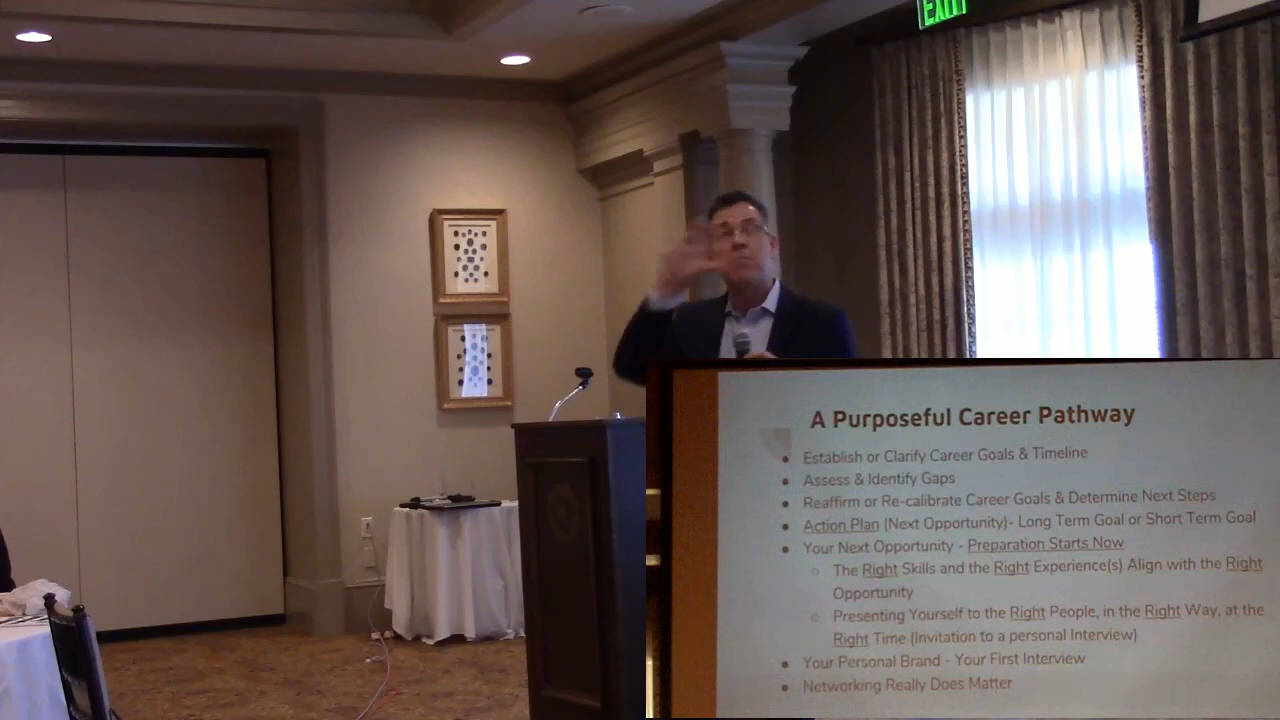 EXIT
A Purposeful Career Pathway
Establish or Clarify Career Goals & Timeline
Assess & Identify Gaps
Reaffirm or Re-calibrate Career Goals & Determine Next Steps
Action Plan (Next Opportunity)- Long Term Goal or Short Term Goal
Your Next Opportunity - Preparation Starts Now
The Right Skills and the Right Experience(s) Align with the Right
Opportunity
Presenting Yourself to the Right People, in the Right Way, at the
Right Time (Invitation to a personal Interview)
Your Personal Brand - Your First Interview
Networking Really Does Matter